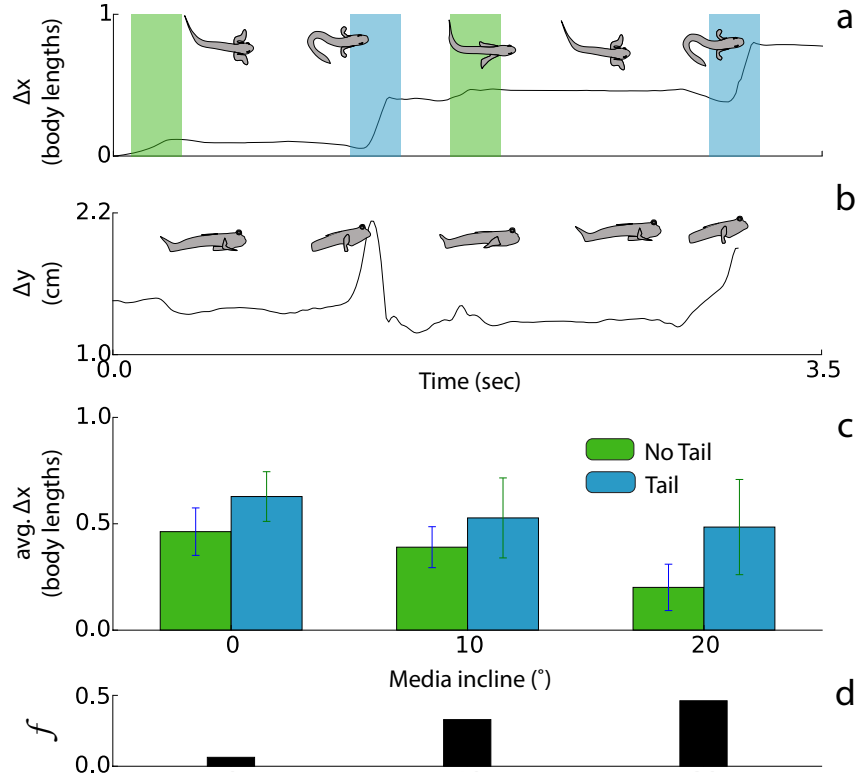 a
1
Δx
(body lengths)
0
b
2.2
Δy
(cm)
1.0
0.0
Time (sec)
3.5
c
1.0
No Tail
Tail
avg. Δx
(body lengths)
0.5
0.0
0
10
20
Media incline (°)
d
0.5
f
0.0